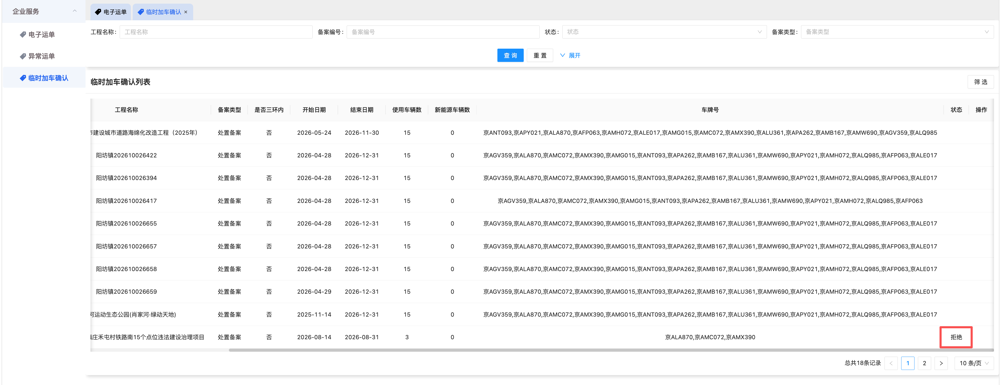 企业服务
电子运单
异常运单
临时加车确认
电子运单 临时加车确认 ×
工程名称: 工程名称 备案编号: 备案编号 状态: 状态 备案类型: 备案类型
查 询 重 置 展开
临时加车确认列表 筛 选
工程名称 备案类型 是否三环内 开始日期 结束日期 使用车辆数 新能源车辆数 车牌号 状态 操作
建设城市道路海绵化改造工程（2025年） 处置备案 否 2026-05-24 2026-11-30 15 0 京ANT093,京APY021,京ALA870,京AFP063,京AMH072,京ALE017,京AMG015,京AMC072,京AMX390,京ALU361,京APA262,京AMB167,京AMW690,京AGV359,京ALQ985
阳坊镇202610026422 处置备案 否 2026-04-28 2026-12-31 15 0 京AGV359,京ALA870,京AMC072,京AMX390,京AMG015,京ANT093,京APA262,京AMB167,京ALU361,京AMW690,京APY021,京AMH072,京ALQ985,京AFP063,京ALE017
阳坊镇202610026394 处置备案 否 2026-04-28 2026-12-31 15 0 京AGV359,京ALA870,京AMC072,京AMX390,京AMG015,京ANT093,京APA262,京AMB167,京ALU361,京AMW690,京APY021,京AMH072,京ALQ985,京AFP063,京ALE017
阳坊镇202610026417 处置备案 否 2026-04-28 2026-12-31 15 0 京AGV359,京ALA870,京AMC072,京AMX390,京AMG015,京ANT093,京APA262,京AMB167,京ALU361,京AMW690,京APY021,京AMH072,京ALQ985,京AFP063
阳坊镇202610026655 处置备案 否 2026-04-28 2026-12-31 15 0 京AGV359,京ALA870,京AMC072,京AMX390,京AMG015,京ANT093,京APA262,京AMB167,京ALU361,京AMW690,京APY021,京AMH072,京ALQ985,京AFP063,京ALE017
阳坊镇202610026657 处置备案 否 2026-04-28 2026-12-31 15 0 京AGV359,京ALA870,京AMC072,京AMX390,京AMG015,京ANT093,京APA262,京AMB167,京ALU361,京AMW690,京APY021,京AMH072,京ALQ985,京AFP063,京ALE017
阳坊镇202610026658 处置备案 否 2026-04-28 2026-12-31 15 0 京AGV359,京ALA870,京AMC072,京AMX390,京AMG015,京ANT093,京APA262,京AMB167,京ALU361,京AMW690,京APY021,京AMH072,京ALQ985,京AFP063,京ALE017
阳坊镇202610026659 处置备案 否 2026-04-29 2026-12-31 15 0 京AGV359,京ALA870,京AMC072,京AMX390,京AMG015,京ANT093,京APA262,京AMB167,京ALU361,京AMW690,京APY021,京AMH072,京ALQ985,京AFP063,京ALE017
河运动生态公园(肖家河·绿动天地) 处置备案 否 2025-11-14 2026-12-31 15 0 京AGV359,京ALA870,京AMC072,京AMX390,京AMG015,京ANT093,京APA262,京AMB167,京ALU361,京AMW690,京APY021,京AMH072,京ALQ985,京AFP063,京ALE017
庄禾屯村铁路南15个点位违法建设治理项目 处置备案 否 2026-08-14 2026-08-31 3 0 京ALA870,京AMC072,京AMX390 拒绝
总共18条记录 < 1 2 > 10 条/页